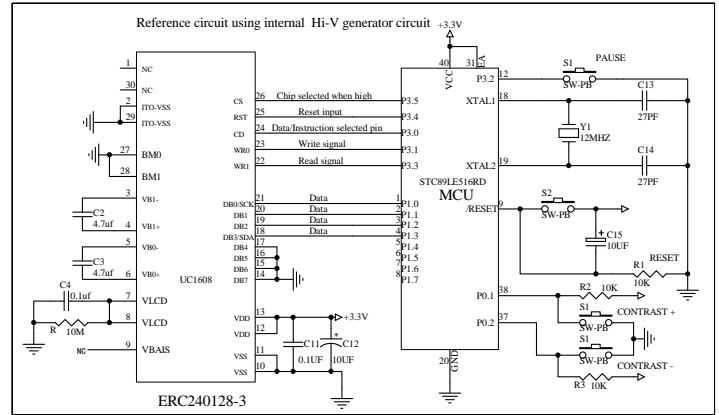 Reference circuit using internal Hi-V generator circuit
+3.3V
1 NC
30 NC
2 ITO-VSS
29 ITO-VSS
27 BM0
28 BM1
3 VB1-
C2
4.7uf
4 VB1+
5 VB0-
C3
4.7uf
6 VB0+
C4
0.1uf
7 VLCD
R 10M
8 VLCD
NC 9 VBAIS
UC1608
CS 26 Chip selected when high P3.5
RST 25 Reset input P3.4
CD 24 Data/Instruction selected pin P3.0
WR0 23 Write signal P3.1
WR1 22 Read signal P3.3
DB0/SCK 21 Data 1 P1.0
DB1 20 Data 2 P1.1
DB2 19 Data 3 P1.2
DB3/SDA 18 Data 4 P1.3
DB4 17 5 P1.4
DB5 16 6 P1.5
DB6 15 7 P1.6
DB7 14 8 P1.7
VDD 13 +3.3V
VDD 12
C11
0.1UF
C12
10UF
VSS 11
VSS 10
ERC240128-3
40 VCC
31 EA
STC89LE516RD
MCU
P3.2 12
S1
SW-PB
PAUSE
XTAL1 18
C13
27PF
Y1
12MHZ
XTAL2 19
C14
27PF
/RESET 9
S2
SW-PB
C15
10UF
RESET
R1
10K
P0.1 38
R2 10K
S1
SW-PB
CONTRAST +
P0.2 37
S1
SW-PB
CONTRAST -
R3 10K
20 GND